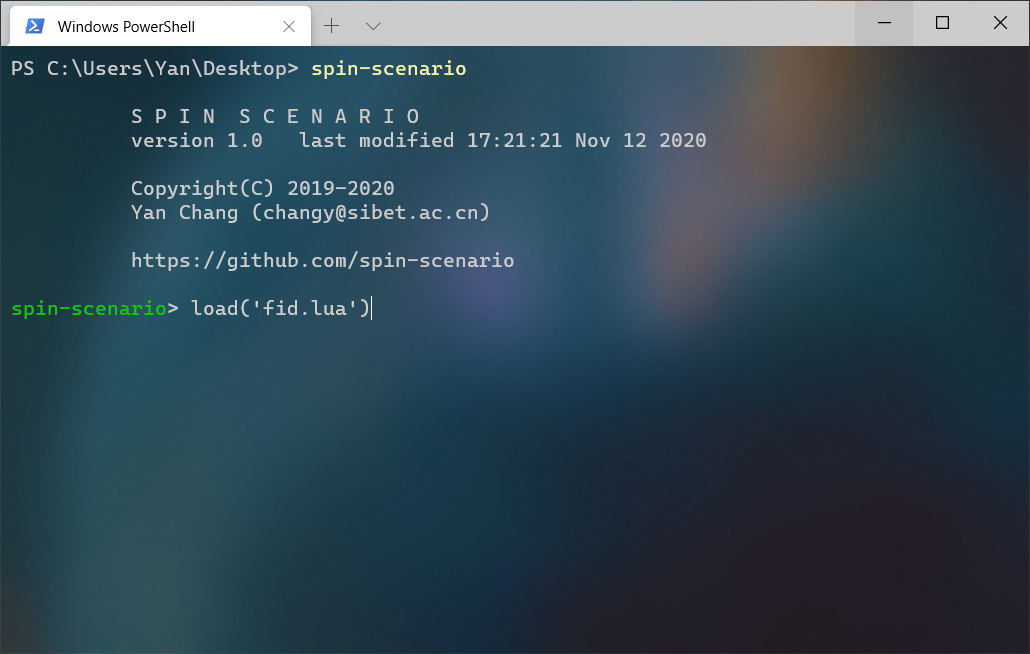 Windows PowerShell
PS C:\Users\Yan\Desktop> spin-scenario
S P I N  S C E N A R I O
version 1.0   last modified 17:21:21 Nov 12 2020
Copyright(C) 2019-2020
Yan Chang (changy@sibet.ac.cn)
https://github.com/spin-scenario
spin-scenario> load('fid.lua')